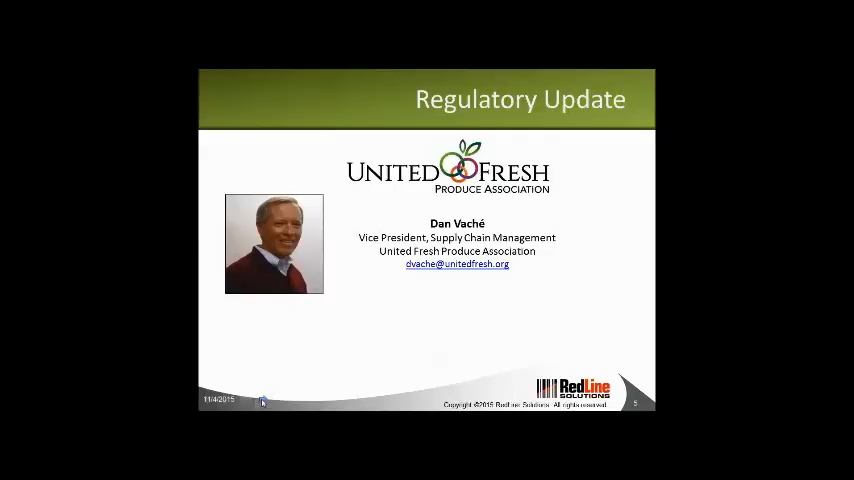 Regulatory Update
UNITED FRESH
PRODUCE ASSOCIATION
Dan Vaché
Vice President, Supply Chain Management
United Fresh Produce Association
dvache@unitedfresh.org
RedLine
SOLUTIONS
11/4/2015
Copyright ©2015 RedLine Solutions. All rights reserved.
5